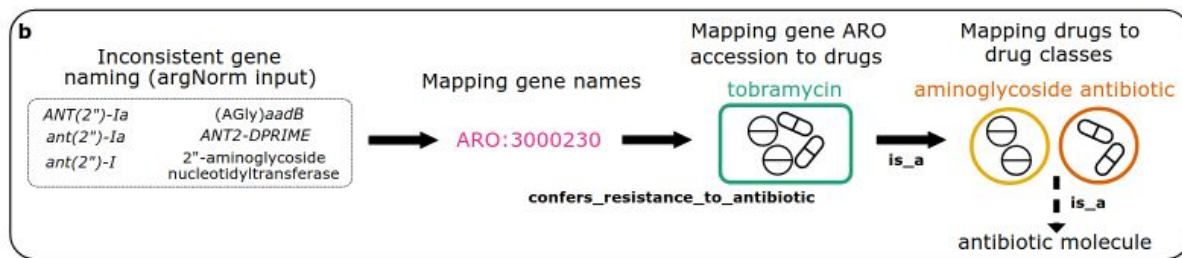 b
Inconsistent gene
naming (argNorm input)
ANT(2")-Ia
(AGly)aadB
ant(2")-Ia
ANT2-DPRIME
ant(2")-I
2"-aminoglycoside
nucleotidyltransferase
Mapping gene names
ARO:3000230
confers_resistance_to_antibiotic
Mapping gene ARO
accession to drugs
tobramycin
is_a
Mapping drugs to
drug classes
aminoglycoside antibiotic
is_a
antibiotic molecule